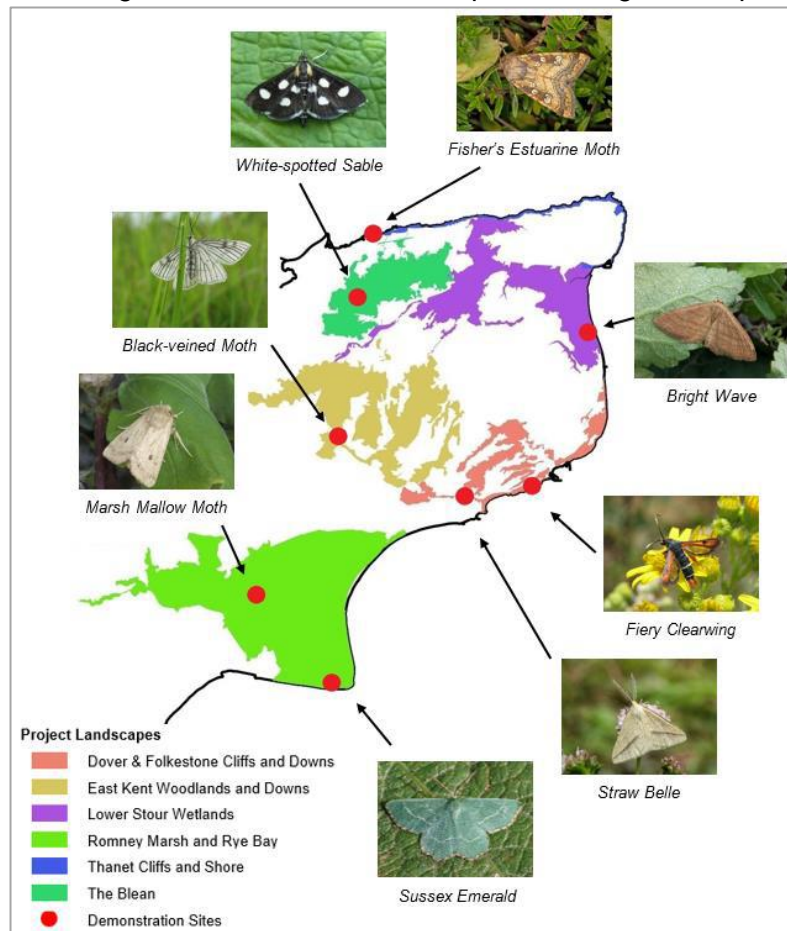 White-spotted Sable
Fisher's Estuarine Moth
Black-veined Moth
Bright Wave
Marsh Mallow Moth
Fiery Clearwing
Straw Belle
Sussex Emerald
Project Landscapes
Dover & Folkestone Cliffs and Downs
East Kent Woodlands and Downs
Lower Stour Wetlands
Romney Marsh and Rye Bay
Thanet Cliffs and Shore
The Blean
Demonstration Sites